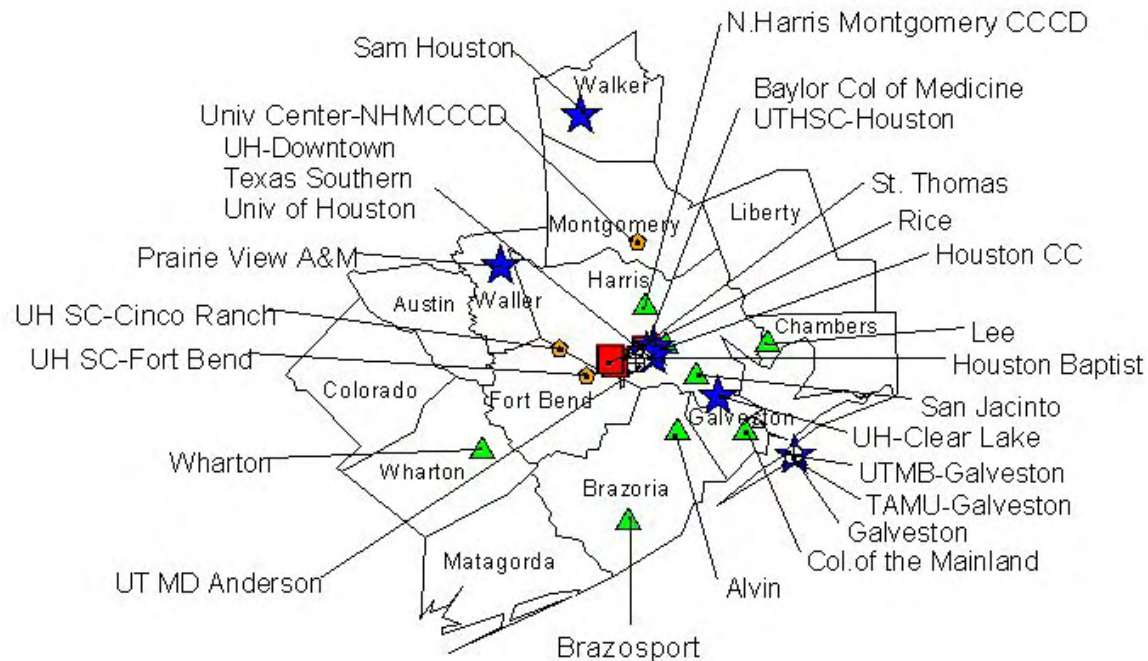 N.Harris Montgomery CCCD
Sam Houston
Walker
Baylor Col of Medicine
UTHSC-Houston
Univ Center-NHMCCCD
UH-Downtown
Texas Southern
Univ of Houston
St. Thomas
Liberty
Montgomery
Rice
Prairie View A&M
Houston CC
Harris
Waller
Austin
UH SC-Cinco Ranch
Chambers
Lee
UH SC-Fort Bend
Houston Baptist
Colorado
Fort Bend
San Jacinto
Galveston
UH-Clear Lake
Wharton
Wharton
UTMB-Galveston
Brazoria
TAMU-Galveston
Galveston
Col.of the Mainland
Matagorda
UT MD Anderson
Alvin
Brazosport